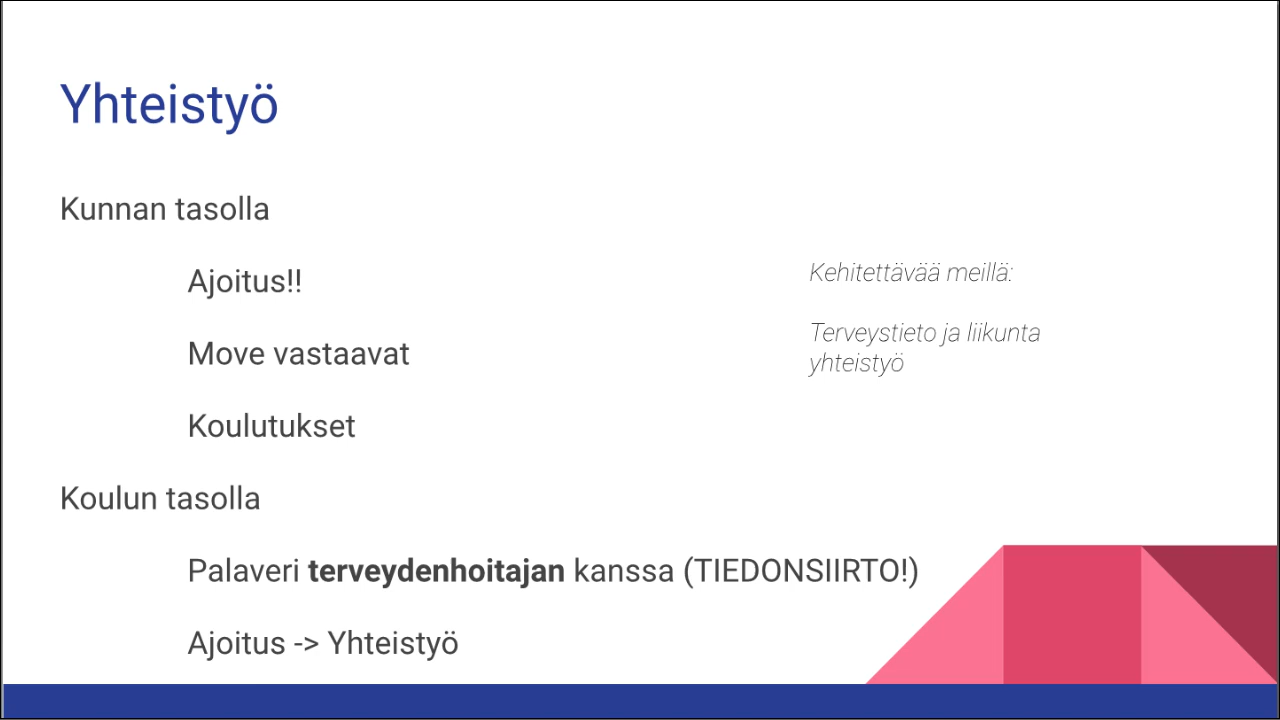 Yhteistyö
Kunnan tasolla
Ajoitus!!
Move vastaavat
Koulutukset
Koulun tasolla
Palaveri terveydenhoitajan kanssa (TIEDONSIIRTO!)
Ajoitus -> Yhteistyö
Kehitettävää meillä:
Terveystieto ja liikunta
yhteistyö